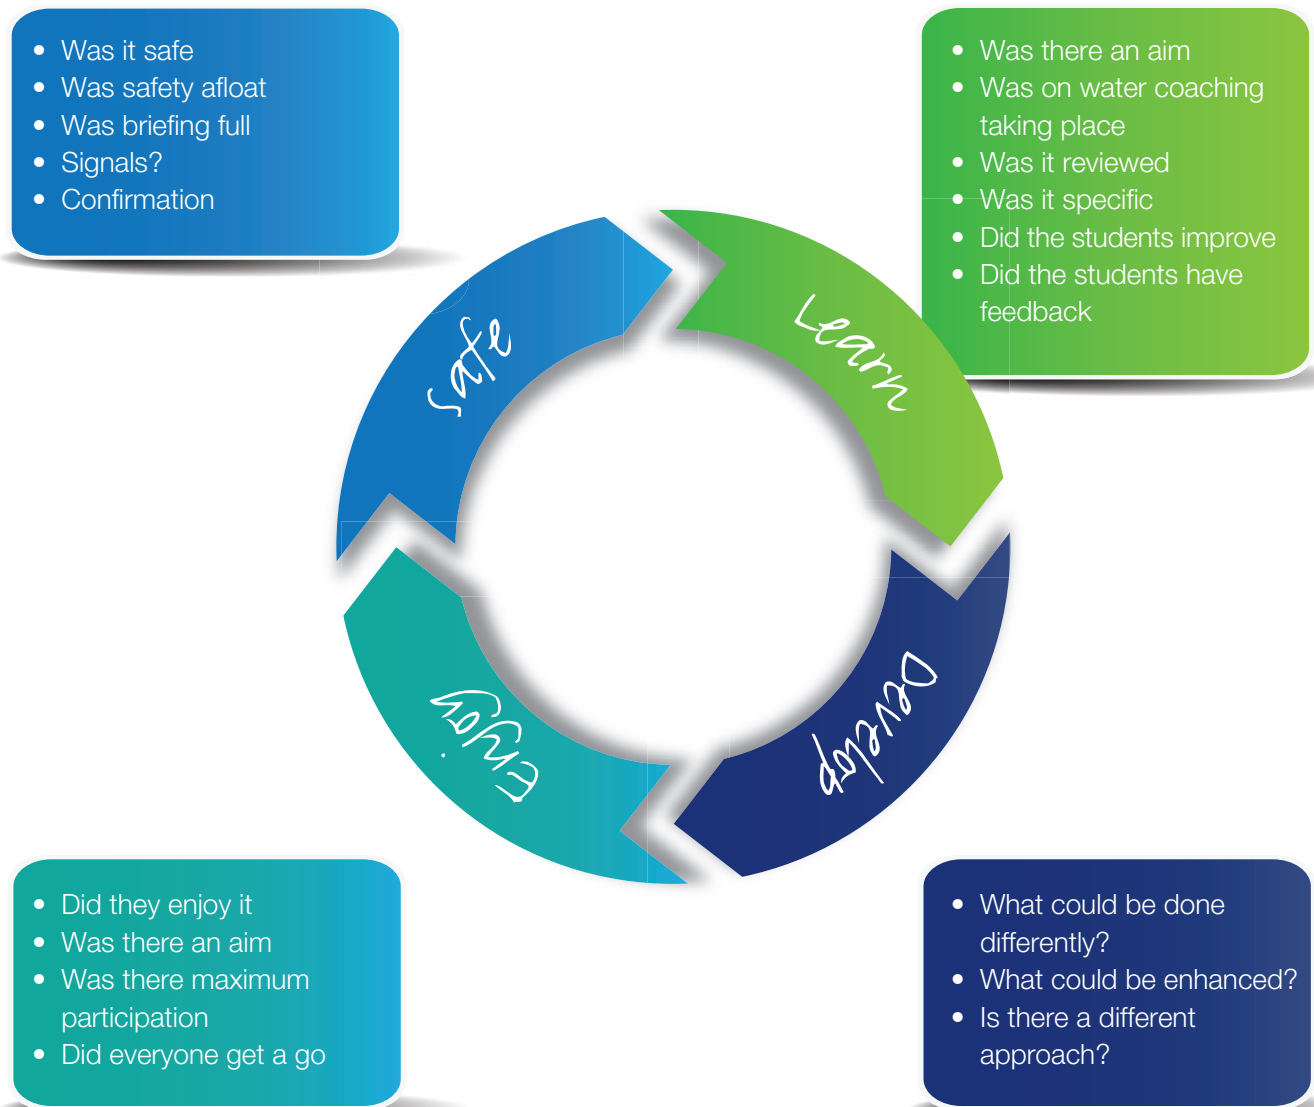 • Was it safe
• Was safety afloat
• Was briefing full
• Signals?
• Confirmation
• Was there an aim
• Was on water coaching
taking place
• Was it reviewed
• Was it specific
• Did the students improve
• Did the students have
feedback
Safe
Learn
Develop
Enjoy
• Did they enjoy it
• Was there an aim
• Was there maximum
participation
• Did everyone get a go
• What could be done
differently?
• What could be enhanced?
• Is there a different
approach?